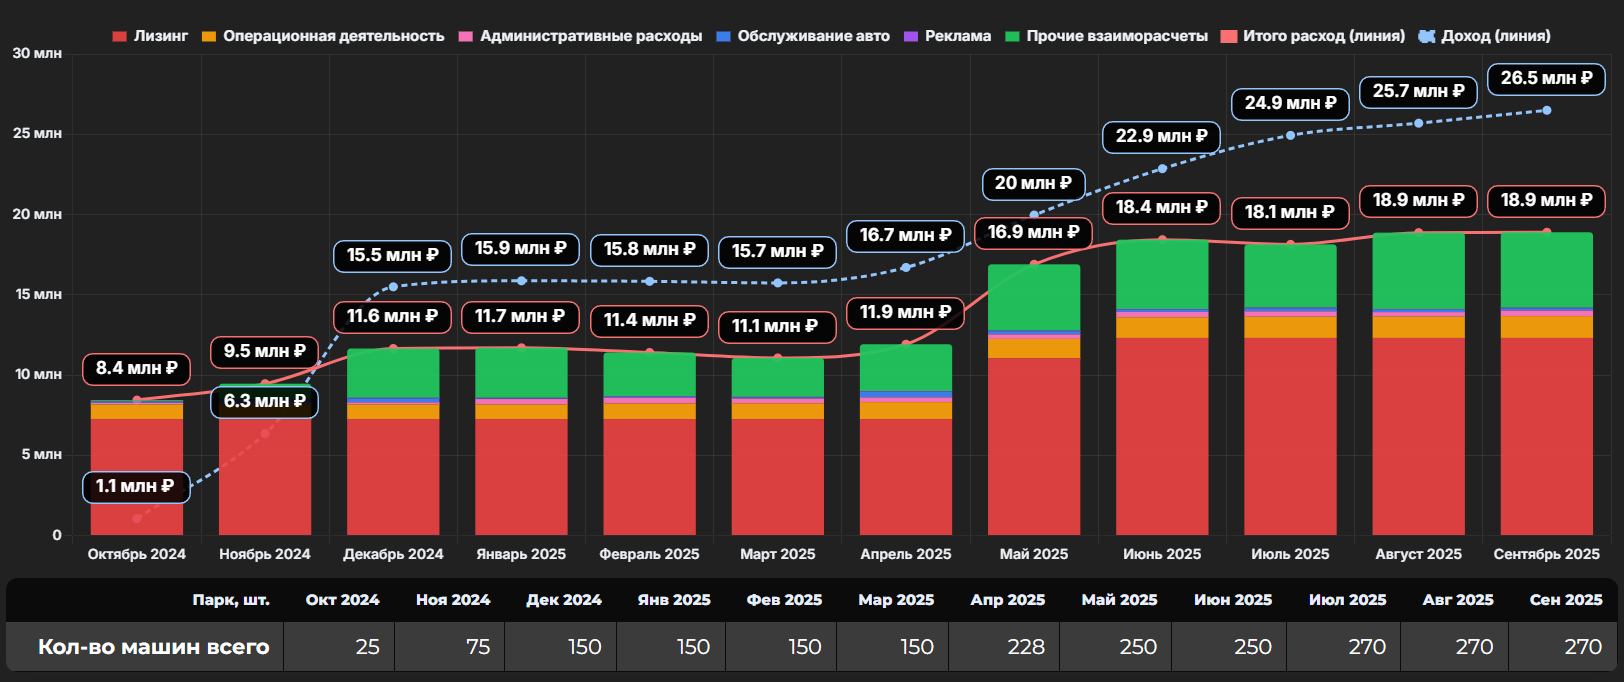 Лизинг Операционная деятельность Административные расходы Обслуживание авто Реклама Прочие взаиморасчеты Итого расход (линия) Доход (линия)
30 млн
25 млн
20 млн
15 млн
10 млн
5 млн
0
26.5 млн ₽
25.7 млн ₽
24.9 млн ₽
22.9 млн ₽
20 млн ₽
16.7 млн ₽
15.7 млн ₽
15.8 млн ₽
15.9 млн ₽
15.5 млн ₽
6.3 млн ₽
1.1 млн ₽
8.4 млн ₽
9.5 млн ₽
11.6 млн ₽
11.7 млн ₽
11.4 млн ₽
11.1 млн ₽
11.9 млн ₽
16.9 млн ₽
18.4 млн ₽
18.1 млн ₽
18.9 млн ₽
18.9 млн ₽
Октябрь 2024 Ноябрь 2024 Декабрь 2024 Январь 2025 Февраль 2025 Март 2025 Апрель 2025 Май 2025 Июнь 2025 Июль 2025 Август 2025 Сентябрь 2025
Парк, шт. Окт 2024 Ноя 2024 Дек 2024 Янв 2025 Фев 2025 Мар 2025 Апр 2025 Май 2025 Июн 2025 Июл 2025 Авг 2025 Сен 2025
Кол-во машин всего 25 75 150 150 150 150 228 250 250 270 270 270